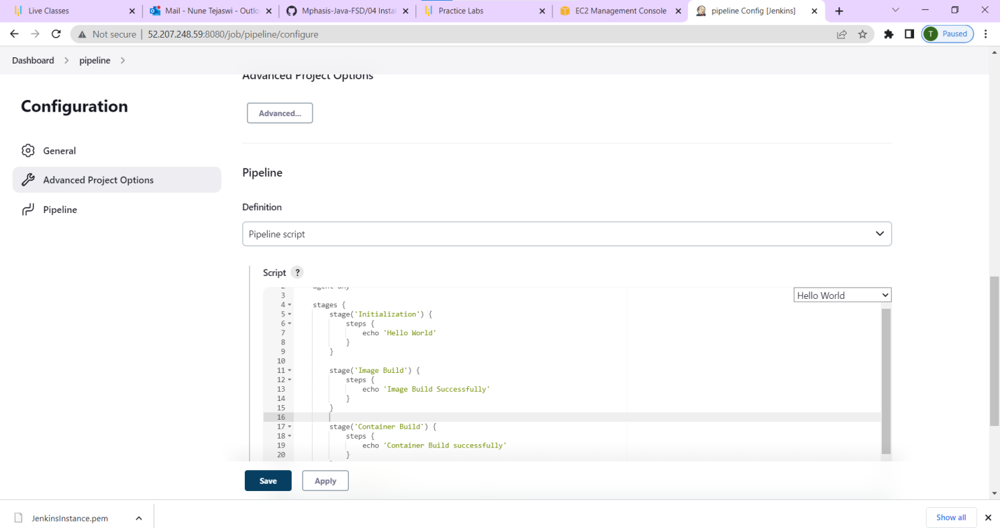 Live Classes
Mail - Nune Tejaswi - Outlo
Mphasis-Java-FSD/04 Instal
Practice Labs
EC2 Management Console
pipeline Config [Jenkins]
Not secure | 52.207.248.59:8080/job/pipeline/configure
T Paused
Dashboard > pipeline >
Advanced Project Options
Configuration
Advanced...
General
Advanced Project Options
Pipeline
Pipeline
Definition
Pipeline script
Script ?
Hello World
2 agent any
3
4 stages {
5 stage('Initialization') {
6 steps {
7 echo 'Hello World'
8 }
9 }
10
11 stage('Image Build') {
12 steps {
13 echo 'Image Build Successfully'
14 }
15 }
16
17 stage('Container Build') {
18 steps {
19 echo 'Container Build successfully'
20 }
Save
Apply
JenkinsInstance.pem
Show all